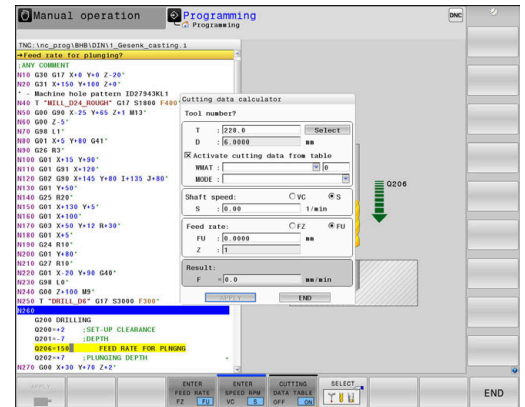 Manual operation
Programming
Programming
DNC
TNC:\nc_prog\BHB\DIN\1_Gesenk_casting.i
→Feed rate for plunging?
;ANY COMMENT
N10 G30 G17 X+0 Y+0 Z-20*
N20 G31 X+150 Y+100 Z+0*
* - Machine hole pattern ID27943KL1
N40 T "MILL_D24_ROUGH" G17 S1800 F400*
N50 G00 G90 X-25 Y+65 Z+1 M13*
N60 G00 Z-5*
N70 G98 L1*
N80 G01 X+5 Y+80 G41*
N90 G26 R3*
N100 G01 X+15 Y+90*
N110 G01 G91 X+120*
N120 G02 G90 X+145 Y+80 I+135 J+80*
N130 G01 Y+50*
N140 G25 R20*
N150 G01 X+130 Y+5*
N160 G01 X+100*
N170 G03 X+50 Y+12 R+30*
N180 G01 X+5*
N190 G24 R10*
N200 G01 Y+80*
N210 G27 R10*
N220 G01 X-20 Y+90 G40*
N230 G98 L0*
N240 G00 Z+100 M9*
N250 T "DRILL_D6" G17 S3000 F300*
N260
G200 DRILLING
Q200=+2 ;SET-UP CLEARANCE
Q201=-7 ;DEPTH
Q206=150 FEED RATE FOR PLNGNG
Q202=+7 ;PLUNGING DEPTH
N270 G00 X+30 Y+70 Z+2*
Cutting data calculator
Tool number?
T : 228.0 Select
D : 6.0000 mm
Activate cutting data from table
WMAT : 0
MODE :
Shaft speed: VC S
S : 0.00 1/min
Feed rate: FZ FU
FU : 0.0000 mm
Z : 1
Result:
F = 0.0 mm/min
APPLY END
Q206
APPLY
ENTER
FEED RATE
FZ FU
ENTER
SPEED RPM
VC S
CUTTING
DATA TABLE
OFF ON
SELECT
END